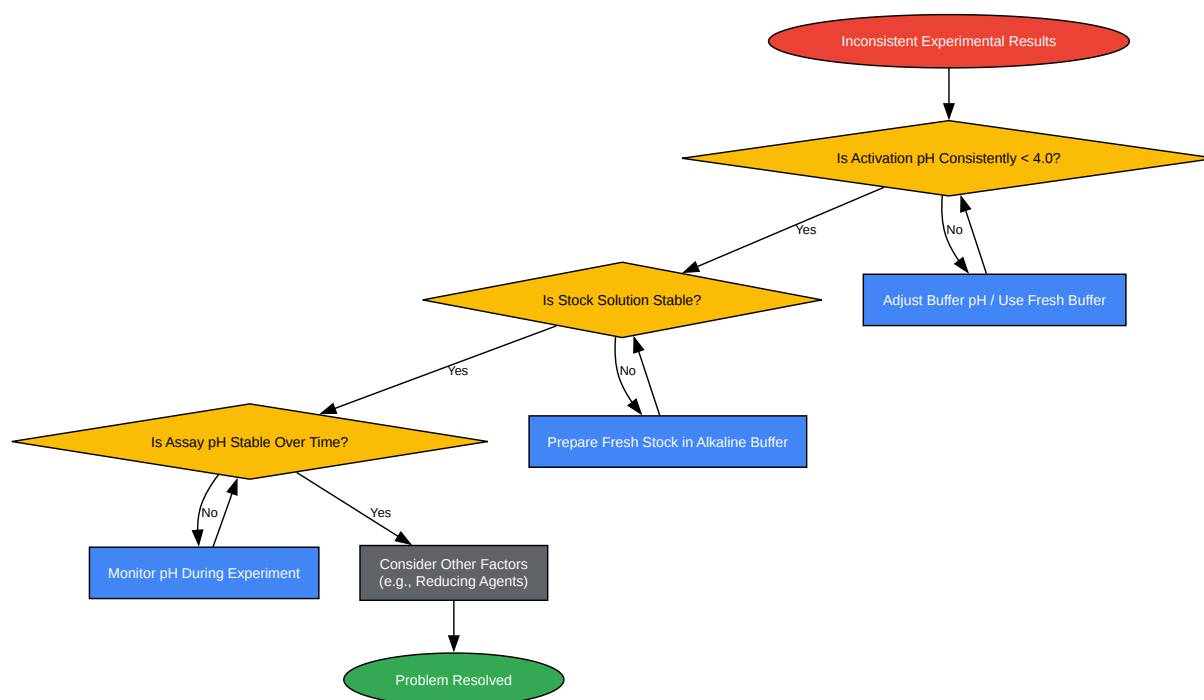 Inconsistent Experimental Results
Is Activation pH Consistently < 4.0?
Yes
No
Is Stock Solution Stable?
Adjust Buffer pH / Use Fresh Buffer
Yes
No
Is Assay pH Stable Over Time?
Prepare Fresh Stock in Alkaline Buffer
No
Yes
Monitor pH During Experiment
Consider Other Factors
(e.g., Reducing Agents)
Problem Resolved